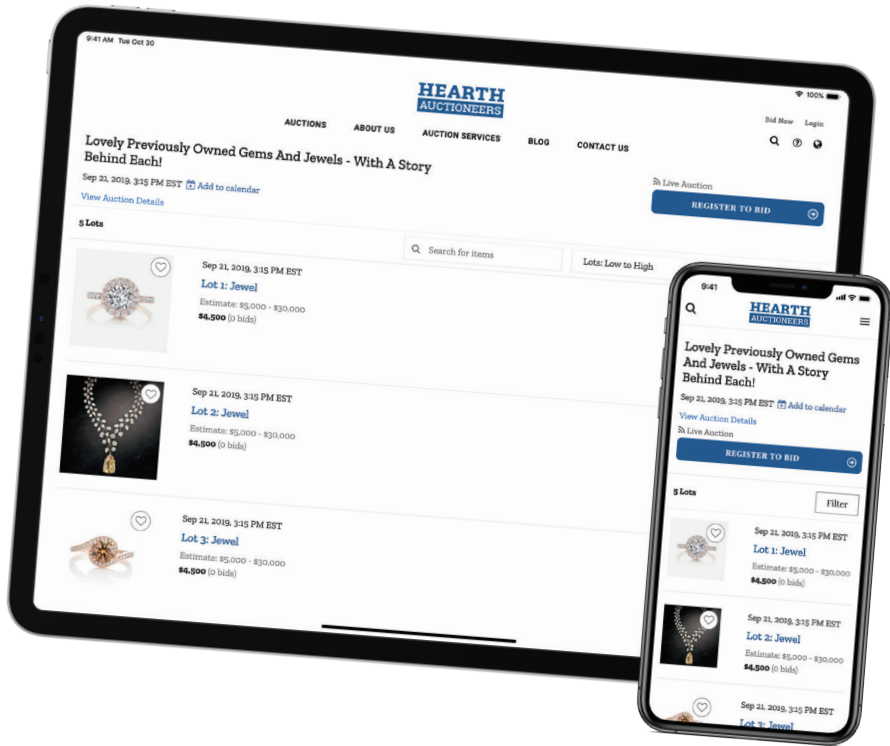 9:41 AM Tue Oct 30
100%
HEARTH
AUCTIONEERS
Bid Now Login
AUCTIONS ABOUT US AUCTION SERVICES BLOG CONTACT US
Lovely Previously Owned Gems And Jewels - With A Story
Behind Each!
Sep 21, 2019, 3:15 PM EST Add to calendar
View Auction Details
Live Auction
REGISTER TO BID
5 Lots
Search for items
Lots: Low to High
Sep 21, 2019, 3:15 PM EST
Lot 1: Jewel
Estimate: $5,000 - $30,000
$4,500 (0 bids)
Sep 21, 2019, 3:15 PM EST
Lot 2: Jewel
Estimate: $5,000 - $30,000
$4,500 (0 bids)
Sep 21, 2019, 3:15 PM EST
Lot 3: Jewel
Estimate: $5,000 - $30,000
$4,500 (0 bids)
9:41
HEARTH
AUCTIONEERS
Lovely Previously Owned Gems
And Jewels - With A Story
Behind Each!
Sep 21, 2019, 3:15 PM EST Add to calendar
View Auction Details
Live Auction
REGISTER TO BID
5 Lots
Filter
Sep 21, 2019, 3:15 PM EST
Lot 1: Jewel
Estimate: $5,000 - $30,000
$4,500 (0 bids)
Sep 21, 2019, 3:15 PM EST
Lot 2: Jewel
Estimate: $5,000 - $30,000
$4,500 (0 bids)
Sep 21, 2019, 3:15 PM EST
Lot 3: Jewel